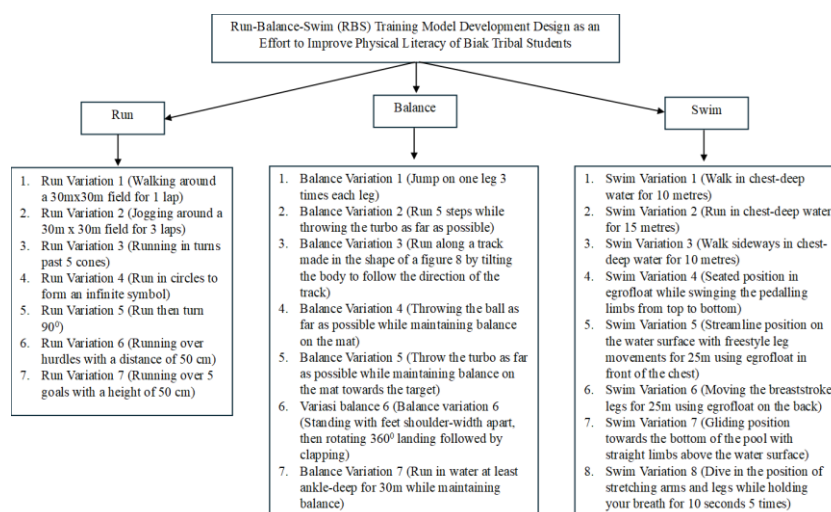 Run-Balance-Swim (RBS) Training Model Development Design as an
Effort to Improve Physical Literacy of Biak Tribal Students
Run
Balance
Swim
1. Run Variation 1 (Walking around
a 30mx30m field for 1 lap)
2. Run Variation 2 (Jogging around a
30m x 30m field for 3 laps)
3. Run Variation 3 (Running in turns
past 5 cones)
4. Run Variation 4 (Run in circles to
form an infinite symbol)
5. Run Variation 5 (Run then turn
90⁰)
6. Run Variation 6 (Running over
hurdles with a distance of 50 cm)
7. Run Variation 7 (Running over 5
goals with a height of 50 cm)
1. Balance Variation 1 (Jump on one leg 3
times each leg)
2. Balance Variation 2 (Run 5 steps while
throwing the turbo as far as possible)
3. Balance Variation 3 (Run along a track
made in the shape of a figure 8 by tilting
the body to follow the direction of the
track)
4. Balance Variation 4 (Throwing the ball as
far as possible while maintaining balance
on the mat)
5. Balance Variation 5 (Throw the turbo as far
as possible while maintaining balance on
the mat towards the target)
6. Variasi balance 6 (Balance variation 6
(Standing with feet shoulder-width apart,
then rotating 360⁰ landing followed by
clapping)
7. Balance Variation 7 (Run in water at least
ankle-deep for 30m while maintaining
balance)
1. Swim Variation 1 (Walk in chest-deep
water for 10 metres)
2. Swim Variation 2 (Run in chest-deep water
for 15 metres)
3. Swim Variation 3 (Walk sideways in chest-
deep water for 10 metres)
4. Swim Variation 4 (Seated position in
egrofloat while swinging the pedalling
limbs from top to bottom)
5. Swim Variation 5 (Streamline position on
the water surface with freestyle leg
movements for 25m using egrofloat in
front of the chest)
6. Swim Variation 6 (Moving the breaststroke
legs for 25m using egrofloat on the back)
7. Swim Variation 7 (Gliding position
towards the bottom of the pool with
straight limbs above the water surface)
8. Swim Variation 8 (Dive in the position of
stretching arms and legs while holding
your breath for 10 seconds 5 times)